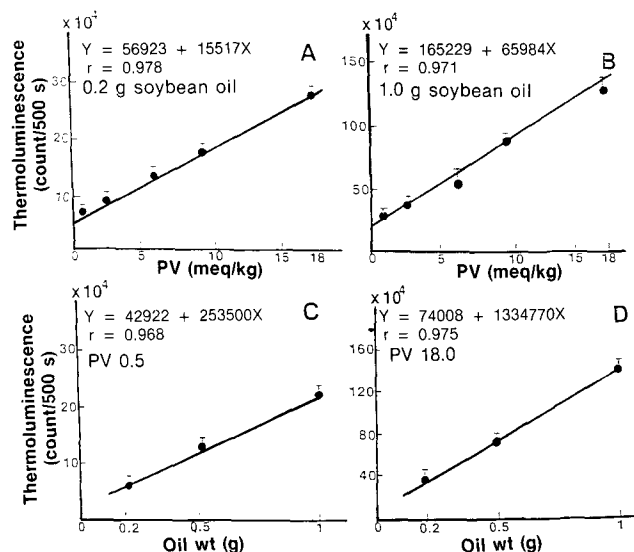 x 10⁴
A
Y = 56923 + 15517X
r = 0.978
0.2 g soybean oil
Thermoluminescence
(count/500 s)
30
20
10
0 5 10 15 18
PV (meq/kg)
x 10⁴
B
Y = 165229 + 65984X
r = 0.971
1.0 g soybean oil
150
100
50
0 5 10 15 18
PV (meq/kg)
x 10⁴
C
Y = 42922 + 253500X
r = 0.968
PV 0.5
Thermoluminescence
(count/500 s)
30
20
10
0 0.2 0.5 1
Oil wt (g)
x 10⁴
D
Y = 74008 + 1334770X
r = 0.975
PV 18.0
160
120
80
40
0 0.2 0.5 1
Oil wt (g)